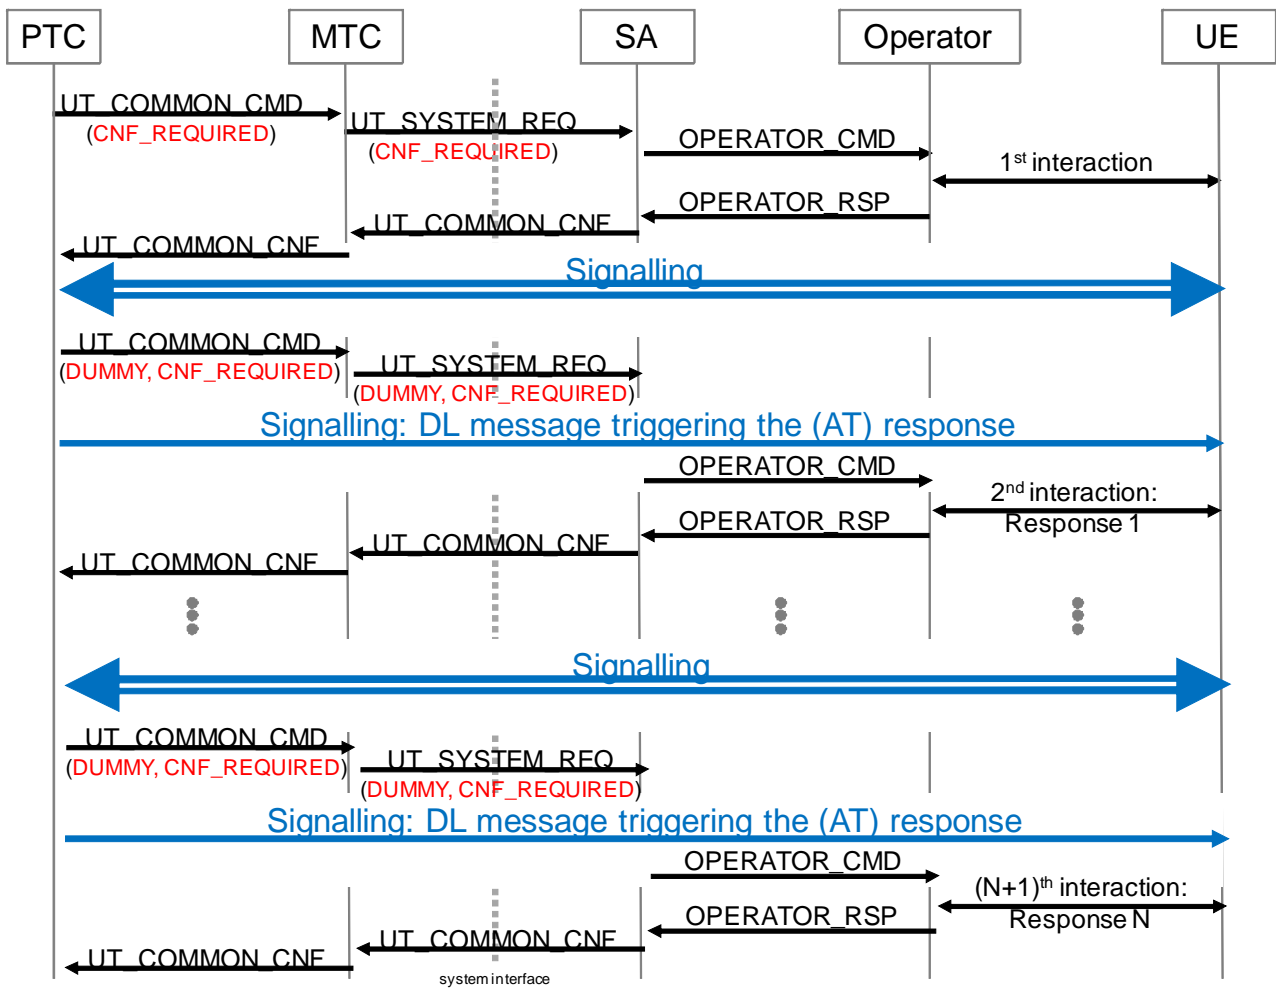 PTC MTC SA Operator UE
UT_COMMON_CMD
(CNF_REQUIRED)
UT_SYSTEM_REQ
(CNF_REQUIRED)
OPERATOR_CMD
1st interaction
OPERATOR_RSP
UT_COMMON_CNF
UT_COMMON_CNF
Signalling
UT_COMMON_CMD
(DUMMY, CNF_REQUIRED)
UT_SYSTEM_REQ
(DUMMY, CNF_REQUIRED)
Signalling: DL message triggering the (AT) response
OPERATOR_CMD
2nd interaction:
Response 1
OPERATOR_RSP
UT_COMMON_CNF
UT_COMMON_CNF
Signalling
UT_COMMON_CMD
(DUMMY, CNF_REQUIRED)
UT_SYSTEM_REQ
(DUMMY, CNF_REQUIRED)
Signalling: DL message triggering the (AT) response
OPERATOR_CMD
(N+1)th interaction:
Response N
OPERATOR_RSP
UT_COMMON_CNF
UT_COMMON_CNF
system interface